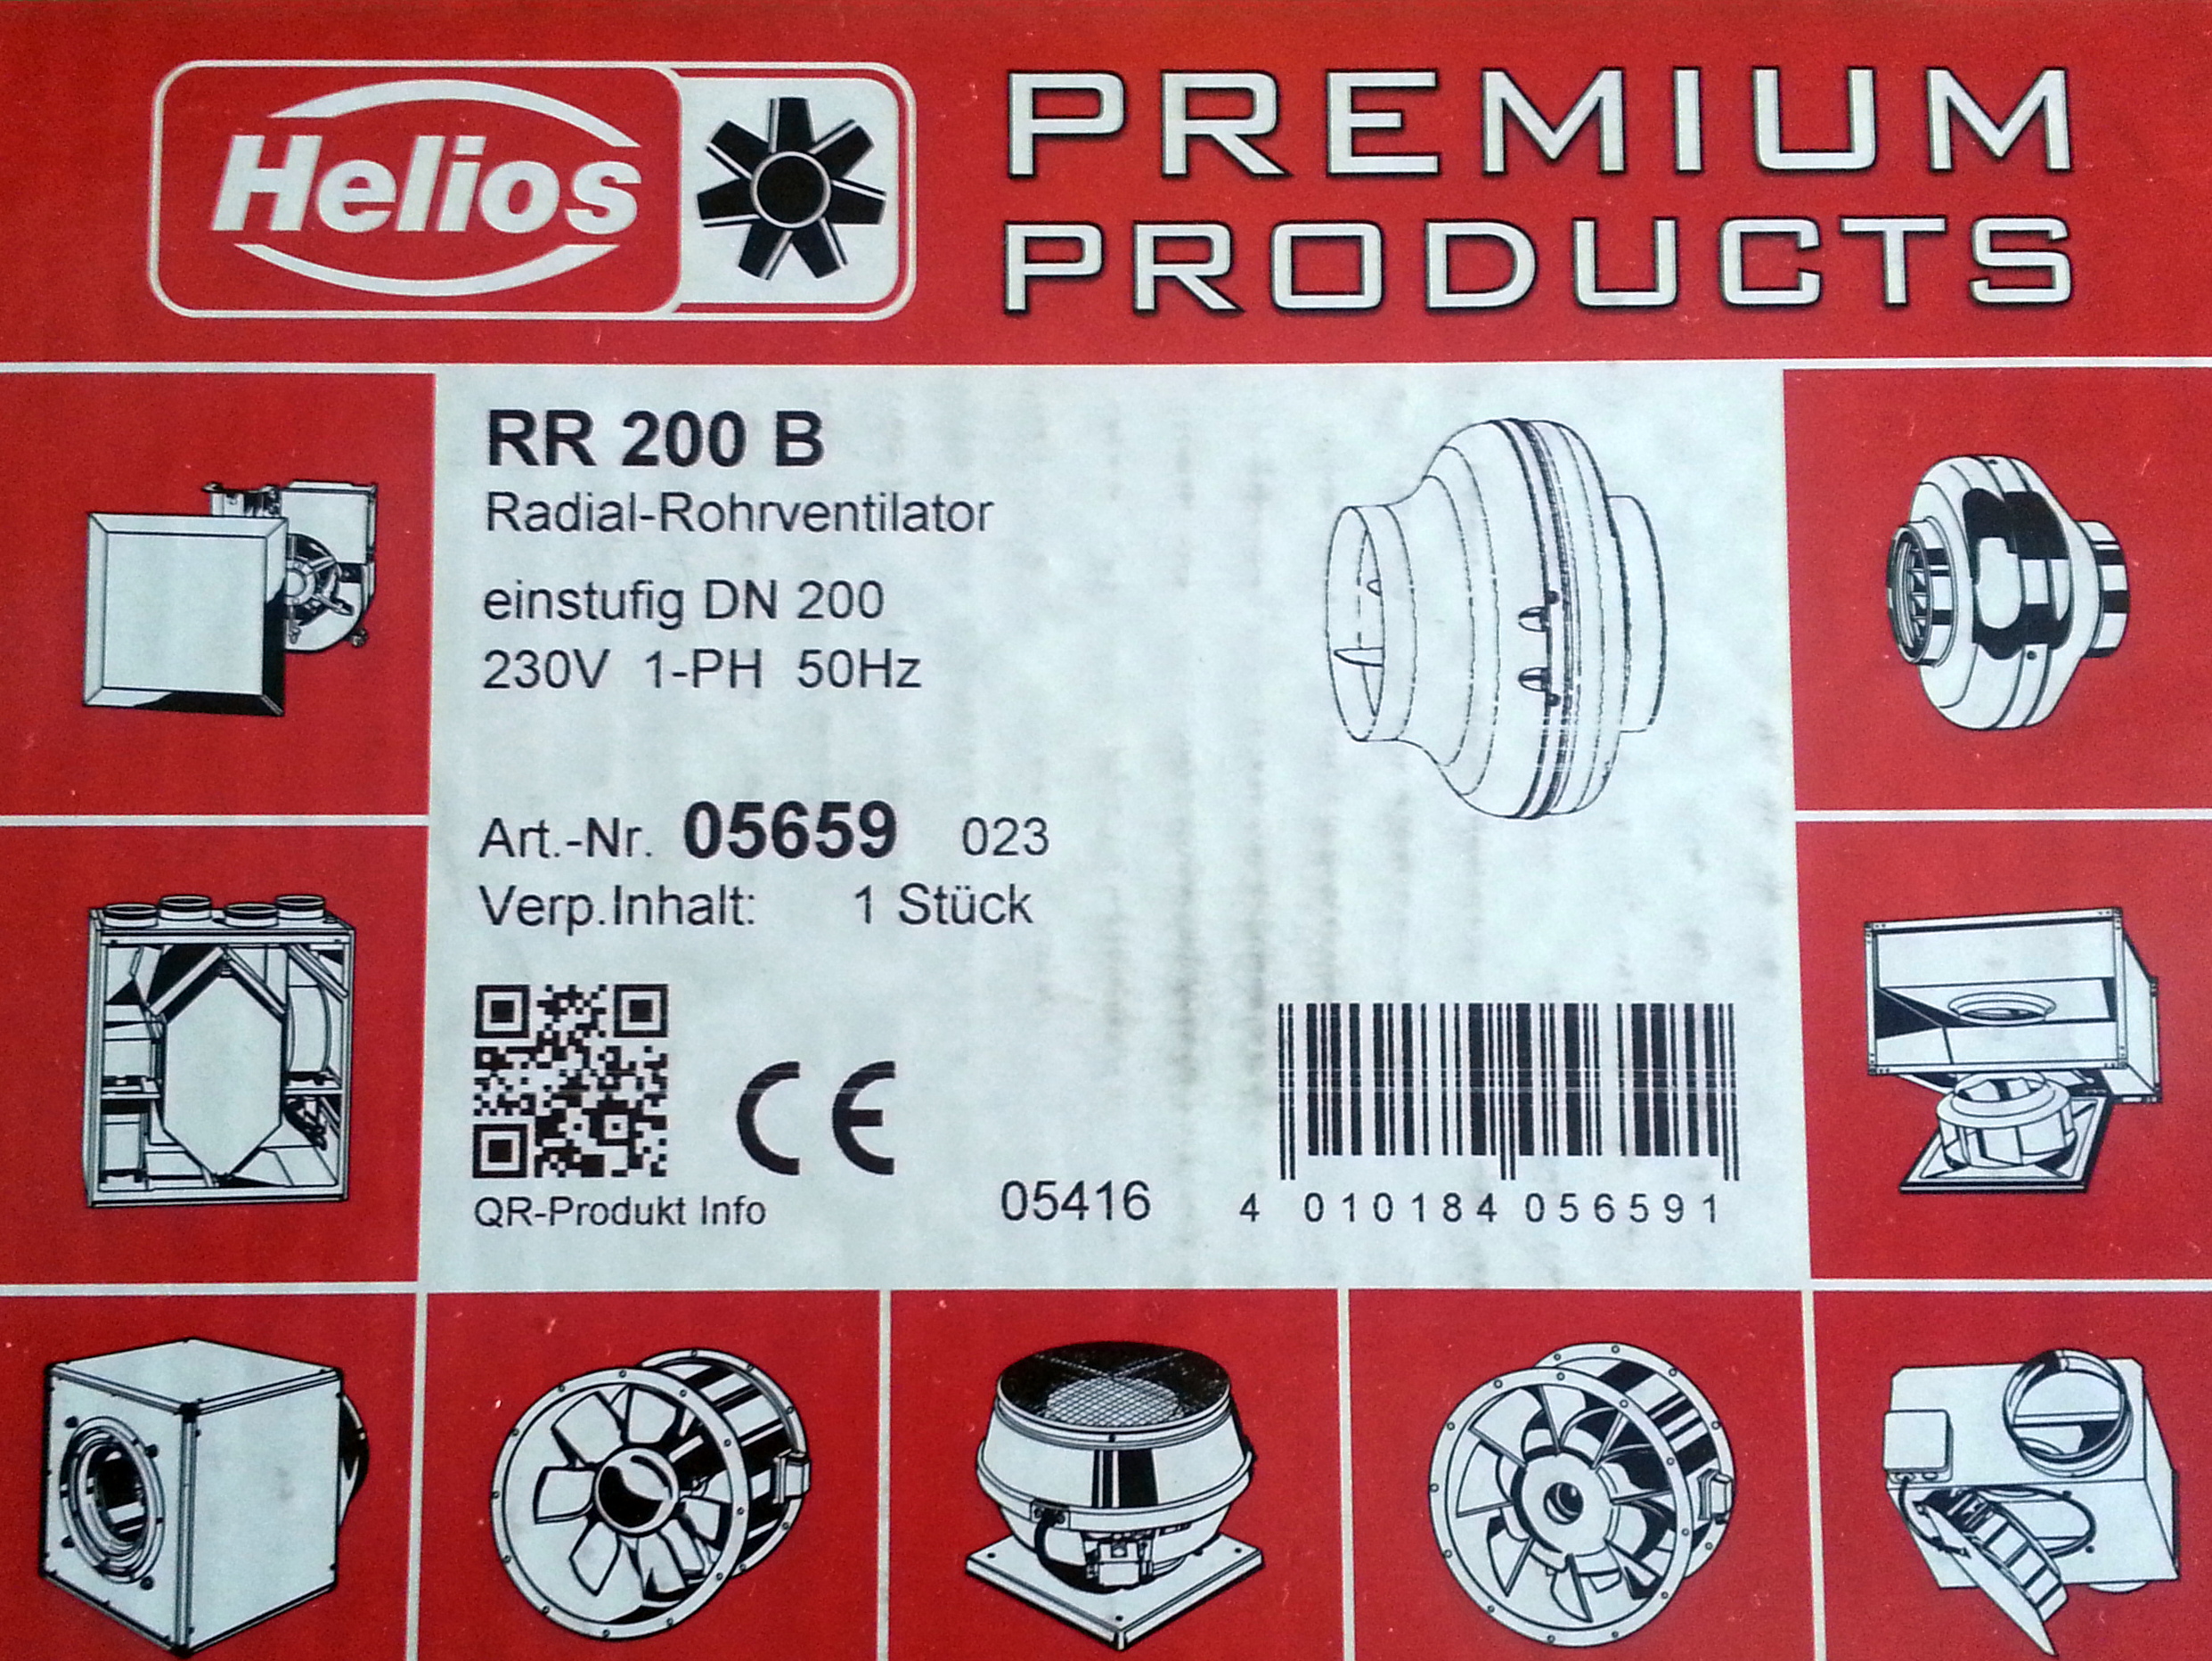 Helios
PREMIUM
PRODUCTS
RR 200 B
Radial-Rohrventilator
einstufig DN 200
230V 1-PH 50Hz
Art.-Nr. 05659 023
Verp.Inhalt: 1 Stück
CE
QR-Produkt Info
05416
4 010184 056591